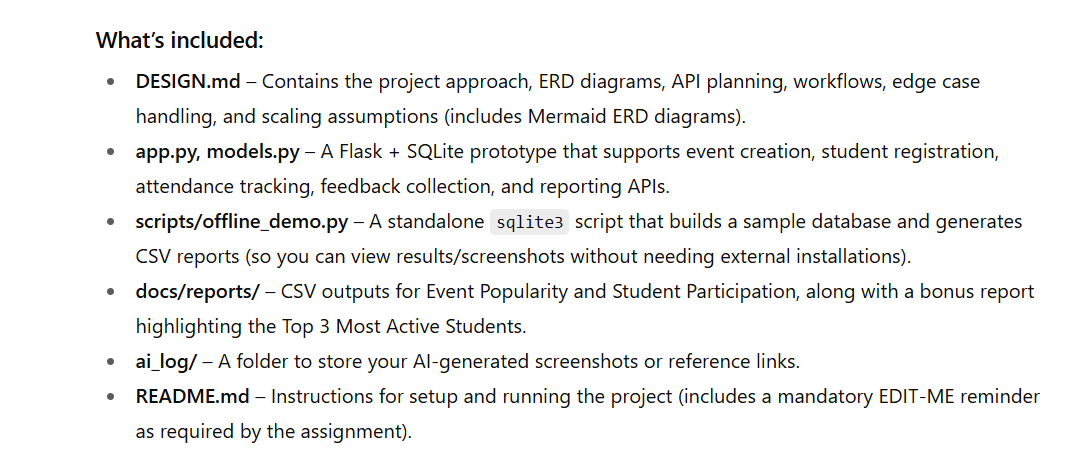 What's included:
• DESIGN.md – Contains the project approach, ERD diagrams, API planning, workflows, edge case
handling, and scaling assumptions (includes Mermaid ERD diagrams).
• app.py, models.py – A Flask + SQLite prototype that supports event creation, student registration,
attendance tracking, feedback collection, and reporting APIs.
• scripts/offline_demo.py – A standalone sqlite3 script that builds a sample database and generates
CSV reports (so you can view results/screenshots without needing external installations).
• docs/reports/ – CSV outputs for Event Popularity and Student Participation, along with a bonus report
highlighting the Top 3 Most Active Students.
• ai_log/ – A folder to store your AI-generated screenshots or reference links.
• README.md – Instructions for setup and running the project (includes a mandatory EDIT-ME reminder
as required by the assignment).